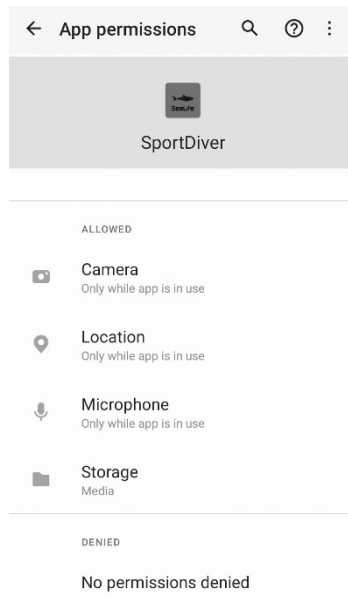 App permissions
SeaLife
SportDiver
ALLOWED
Camera
Only while app is in use
Location
Only while app is in use
Microphone
Only while app is in use
Storage
Media
DENIED
No permissions denied